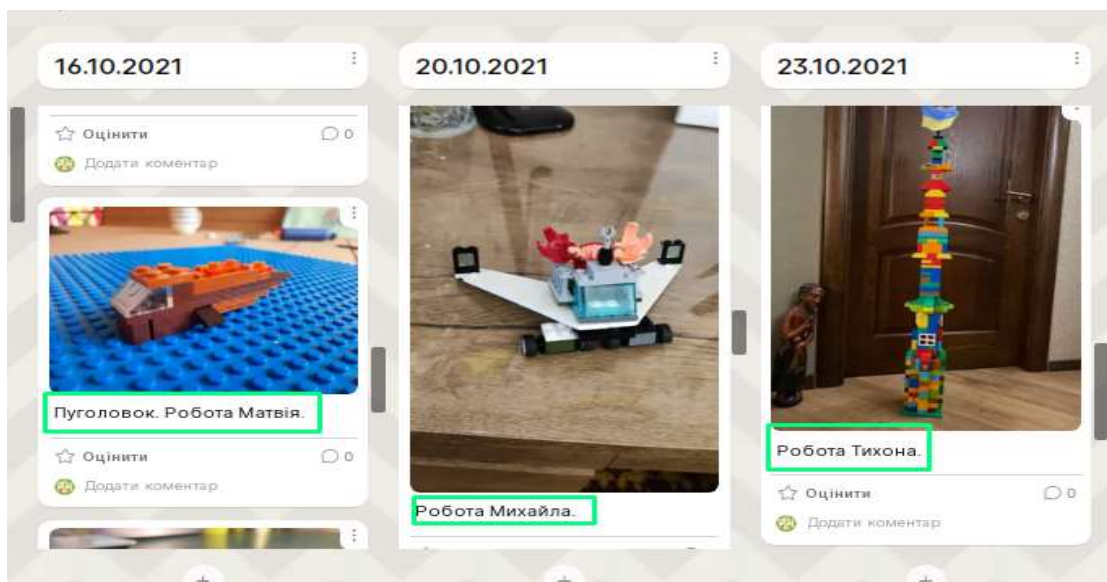 16.10.2021
Оцінити
0
Додати коментар
Пуголовок. Робота Матвія.
Оцінити
0
Додати коментар
20.10.2021
Робота Михайла.
23.10.2021
Робота Тихона.
Оцінити
0
Додати коментар